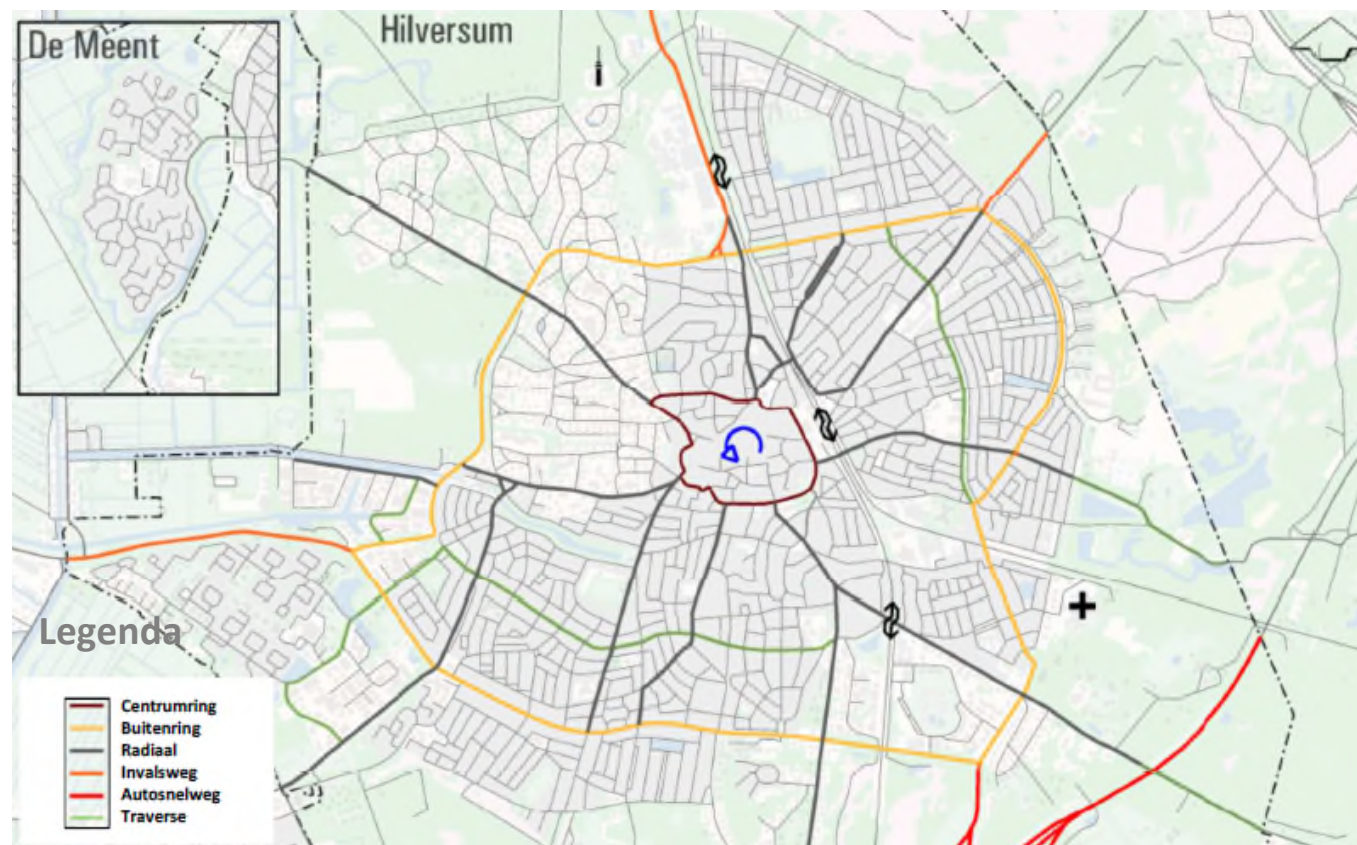 De Meent
Hilversum
Legenda
Centrumring
Buitenring
Radiaal
Invalsweg
Autosnelweg
Traverse